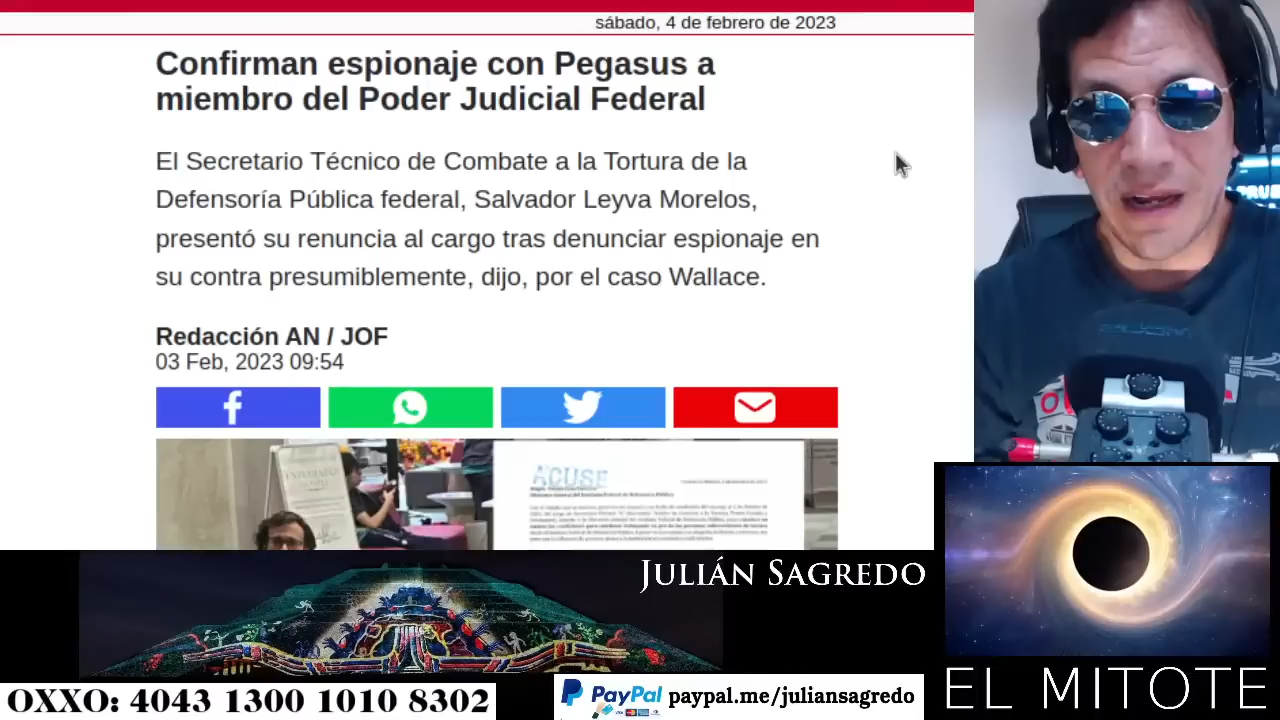 sábado, 4 de febrero de 2023
Confirman espionaje con Pegasus a
miembro del Poder Judicial Federal
El Secretario Técnico de Combate a la Tortura de la
Defensoría Pública federal, Salvador Leyva Morelos,
presentó su renuncia al cargo tras denunciar espionaje en
su contra presumiblemente, dijo, por el caso Wallace.
Redacción AN / JOF
03 Feb, 2023 09:54
ACUSE
JULIÁN SAGREDO
OXXO: 4043 1300 1010 8302
PayPal paypal.me/juliansagredo
EL MITOTE